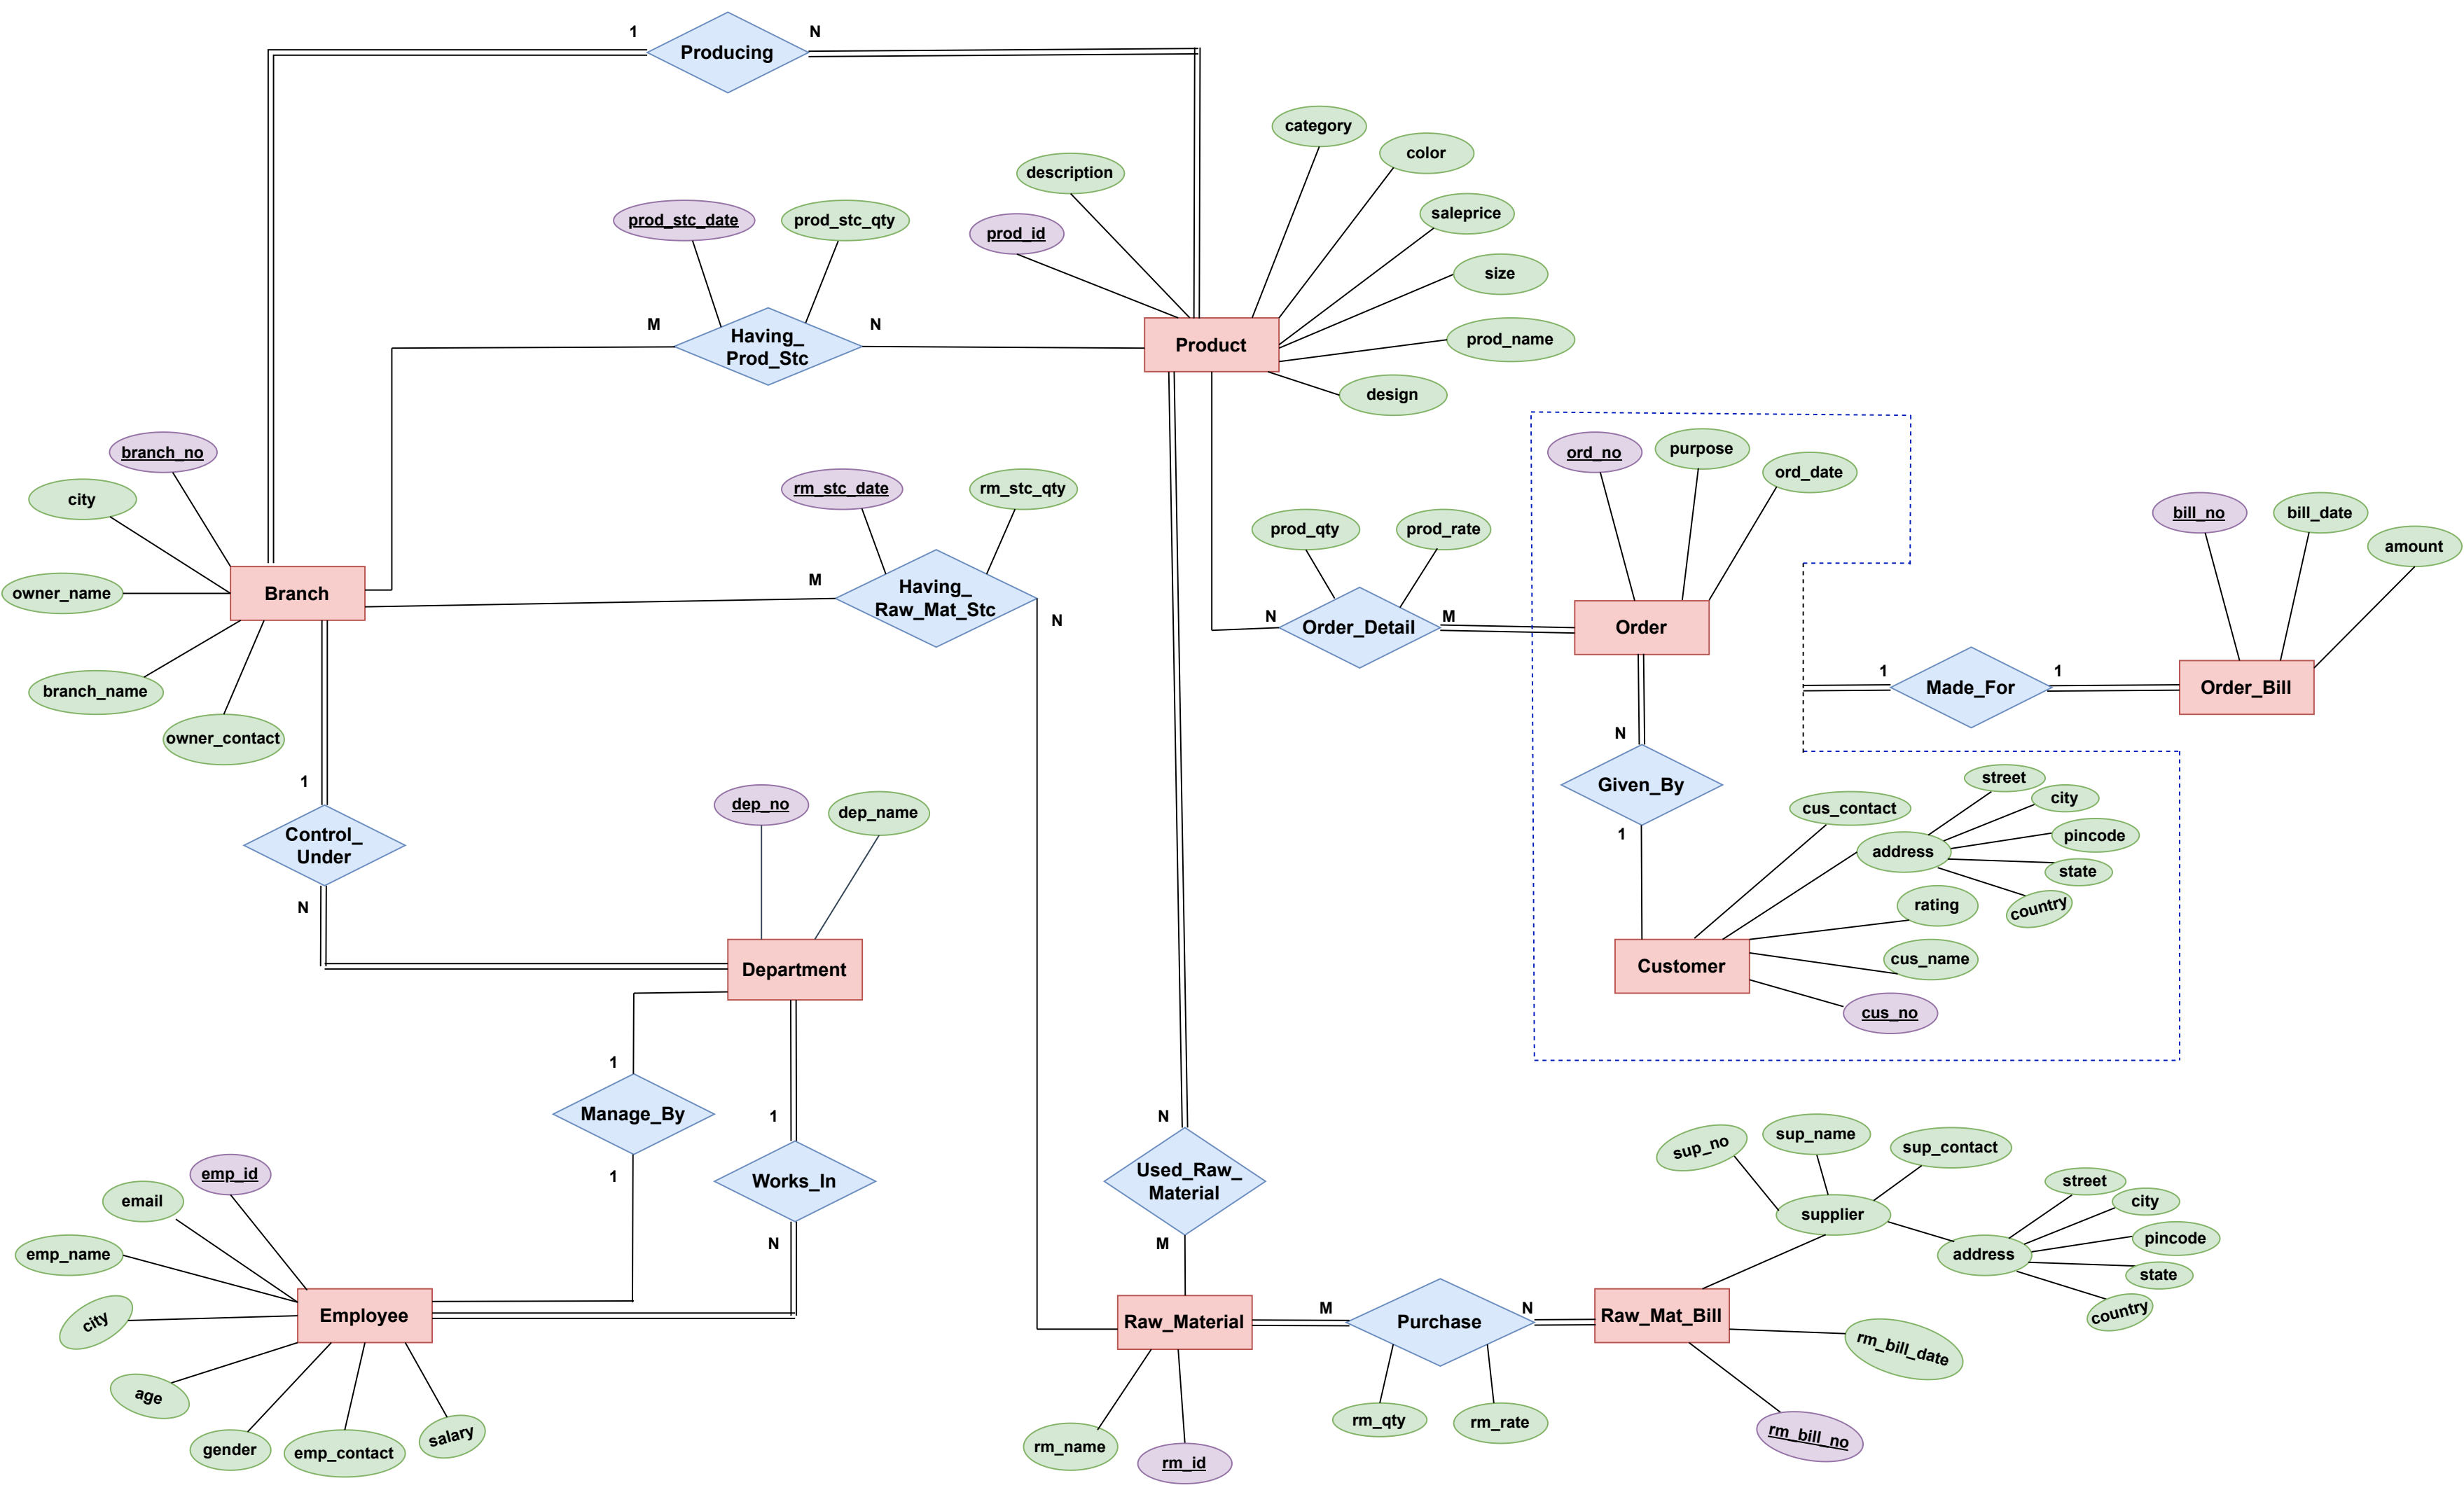 1
Producing
N
category
color
description
saleprice
prod_stc_date
prod_stc_qty
prod_id
size
M
Having_
Prod_Stc
N
Product
prod_name
design
branch_no
city
owner_name
Branch
branch_name
owner_contact
rm_stc_date
rm_stc_qty
M
Having_
Raw_Mat_Stc
N
prod_qty
prod_rate
N
Order_Detail
M
ord_no
purpose
ord_date
Order
bill_no
bill_date
amount
1
Made_For
1
Order_Bill
N
Given_By
1
cus_contact
street
city
address
pincode
state
country
rating
cus_name
Customer
cus_no
1
Control_
Under
N
dep_no
dep_name
Department
1
Manage_By
1
1
Works_In
N
emp_id
email
emp_name
city
Employee
age
gender
emp_contact
salary
N
Used_Raw_
Material
M
Raw_Material
M
Purchase
N
Raw_Mat_Bill
rm_name
rm_id
rm_qty
rm_rate
sup_no
sup_name
sup_contact
supplier
street
city
address
pincode
state
country
rm_bill_date
rm_bill_no